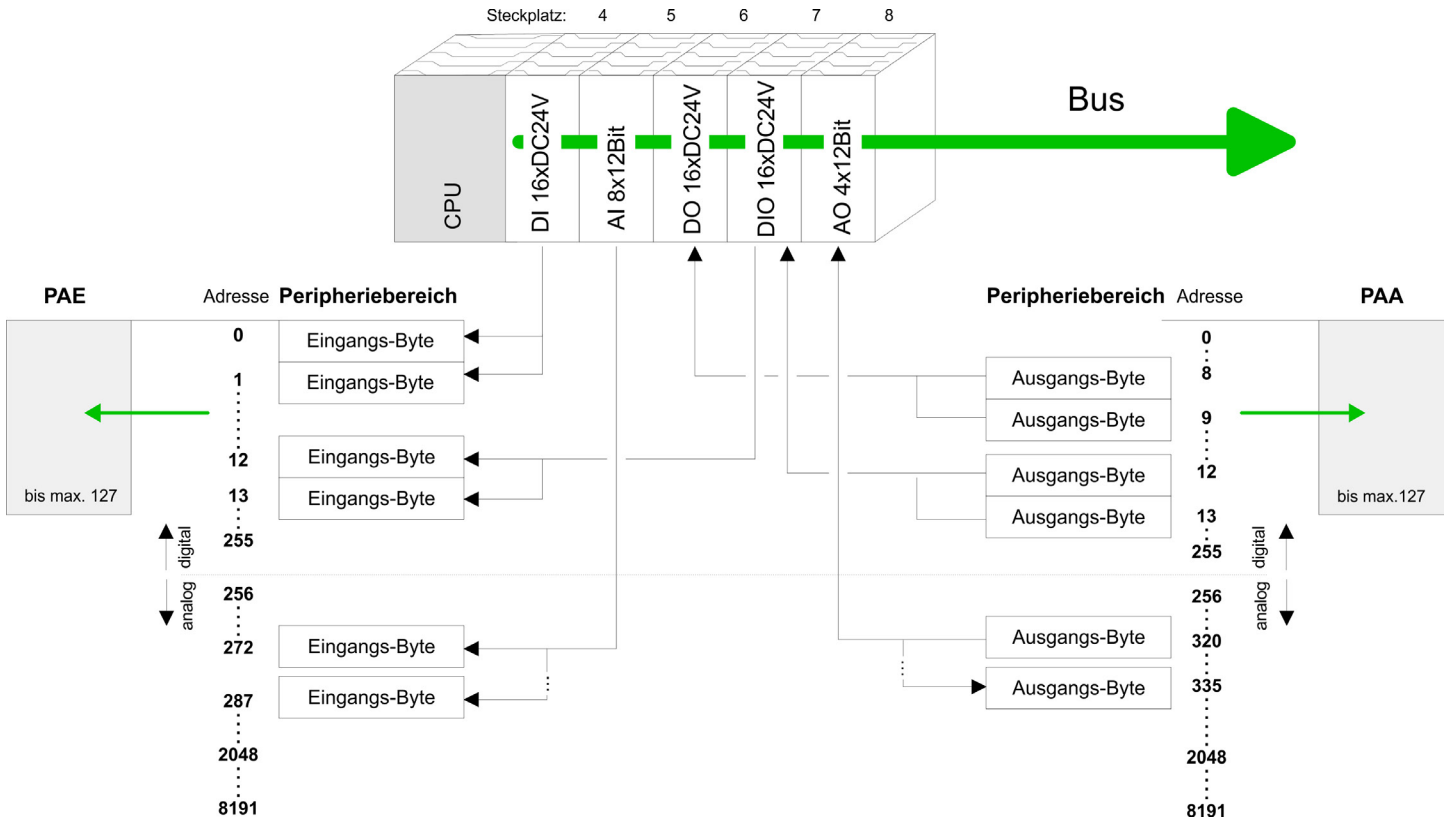 Steckplatz: 4 5 6 7 8
CPU
DI 16xDC24V
AI 8x12Bit
DO 16xDC24V
DIO 16xDC24V
AO 4x12Bit
Bus
PAE
Adresse Peripheriebereich
0 Eingangs-Byte
1 Eingangs-Byte
12 Eingangs-Byte
13 Eingangs-Byte
255
256
272 Eingangs-Byte
287 Eingangs-Byte
2048
8191
bis max. 127
digital
analog
Peripheriebereich Adresse
PAA
0
Ausgangs-Byte 8
Ausgangs-Byte 9
Ausgangs-Byte 12
Ausgangs-Byte 13
255
256
Ausgangs-Byte 320
Ausgangs-Byte 335
2048
8191
bis max.127
digital
analog